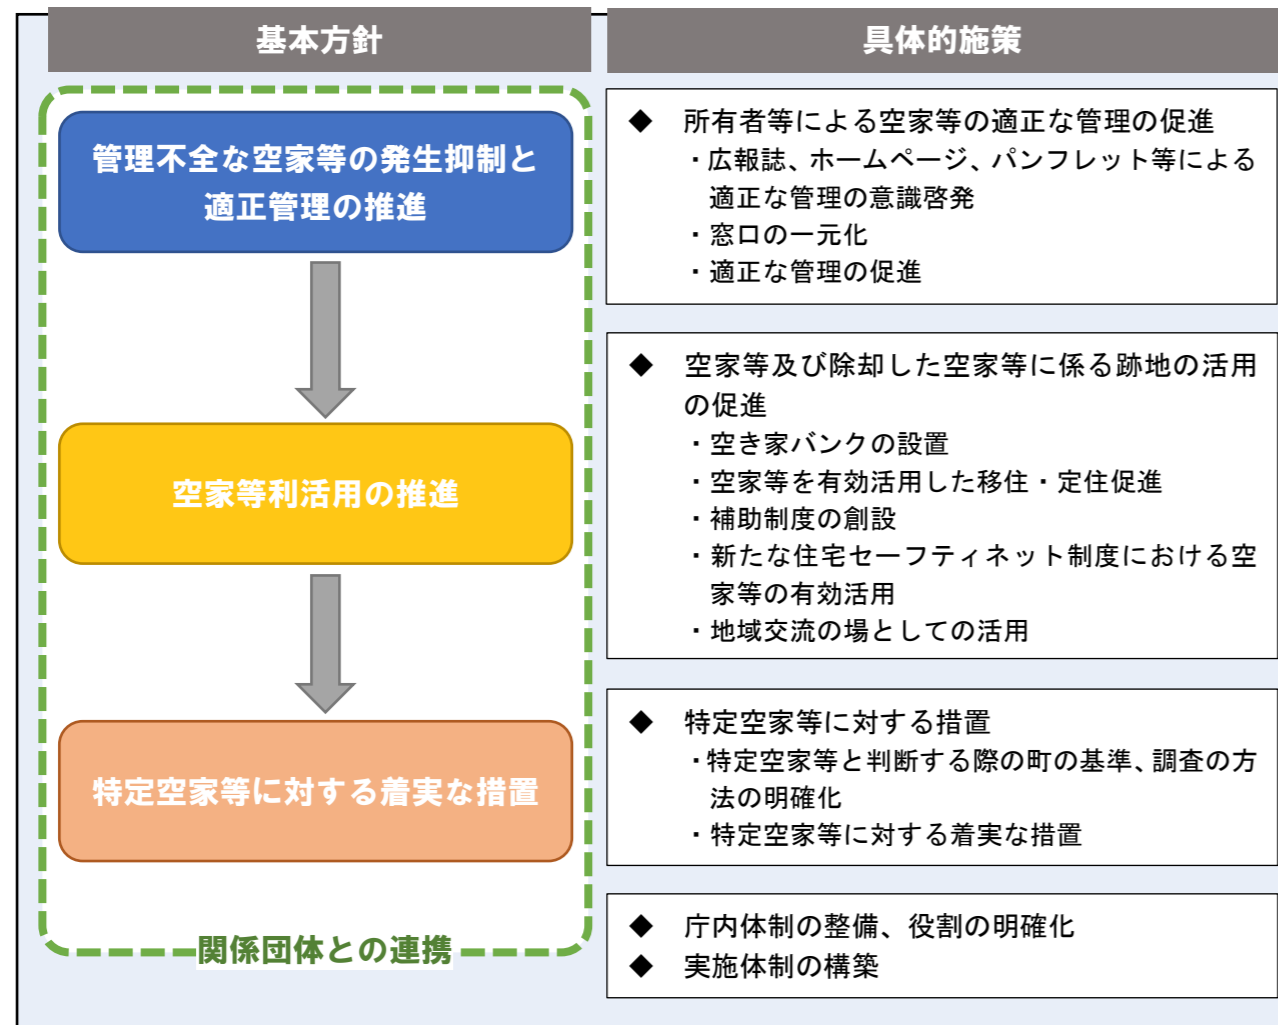 基本方針
管理不全な空家等の発生抑制と
適正管理の推進
空家等利活用の推進
特定空家等に対する着実な措置
関係団体との連携
具体的施策
◆ 所有者等による空家等の適正な管理の促進
・広報誌、ホームページ、パンフレット等による
適正な管理の意識啓発
・窓口の一元化
・適正な管理の促進
◆ 空家等及び除却した空家等に係る跡地の活用
の促進
・空き家バンクの設置
・空家等を有効活用した移住・定住促進
・補助制度の創設
・新たな住宅セーフティネット制度における空
家等の有効活用
・地域交流の場としての活用
◆ 特定空家等に対する措置
・特定空家等と判断する際の町の基準、調査の方
法の明確化
・特定空家等に対する着実な措置
◆ 庁内体制の整備、役割の明確化
◆ 実施体制の構築